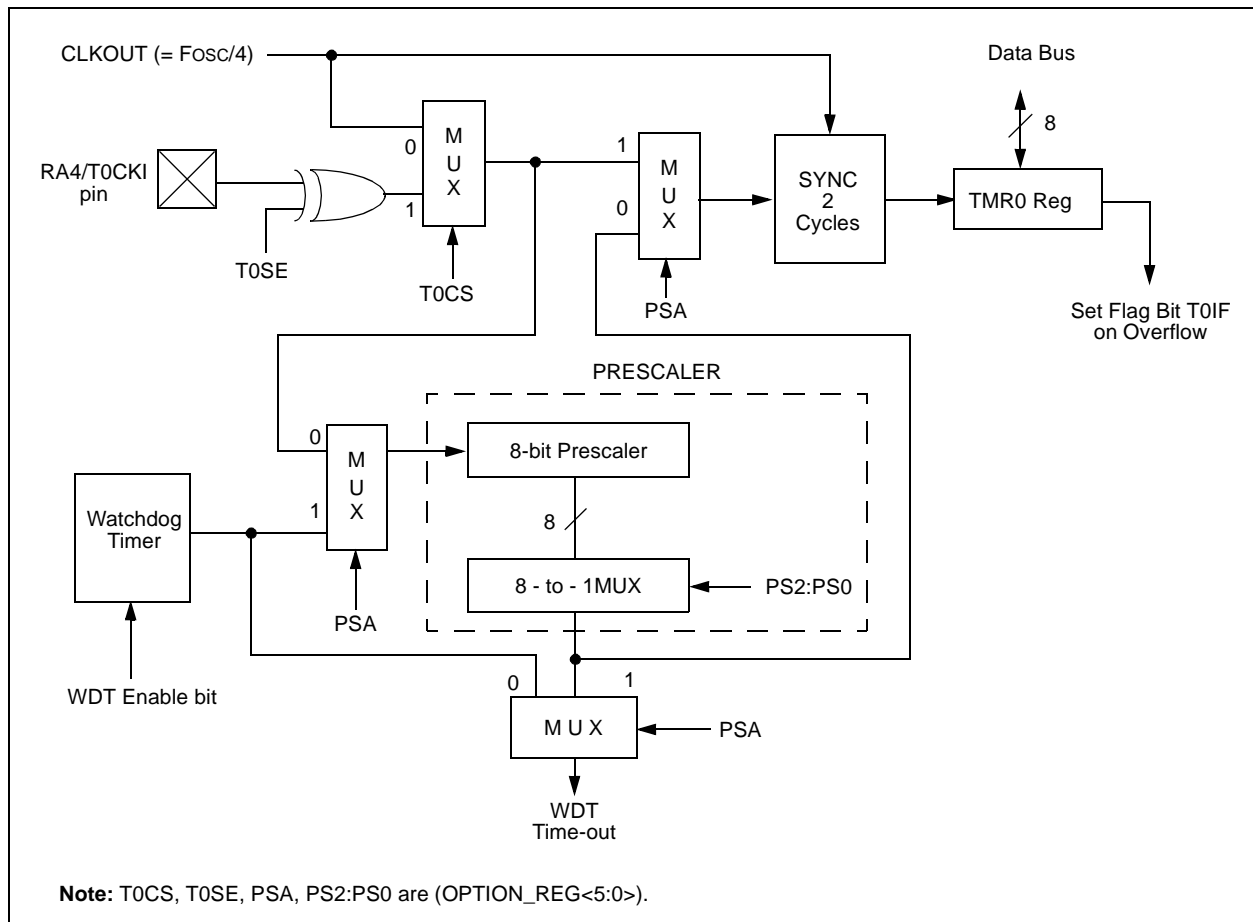 CLKOUT (= FOSC/4)
Data Bus
8
RA4/T0CKI
pin
T0SE
0
1
M
U
X
T0CS
1
0
M
U
X
PSA
SYNC
2
Cycles
TMR0 Reg
Set Flag Bit T0IF
on Overflow
PRESCALER
Watchdog
Timer
WDT Enable bit
0
1
M
U
X
PSA
8-bit Prescaler
8
8 - to - 1MUX
PS2:PS0
0
1
M U X
PSA
WDT
Time-out
Note: T0CS, T0SE, PSA, PS2:PS0 are (OPTION_REG<5:0>).